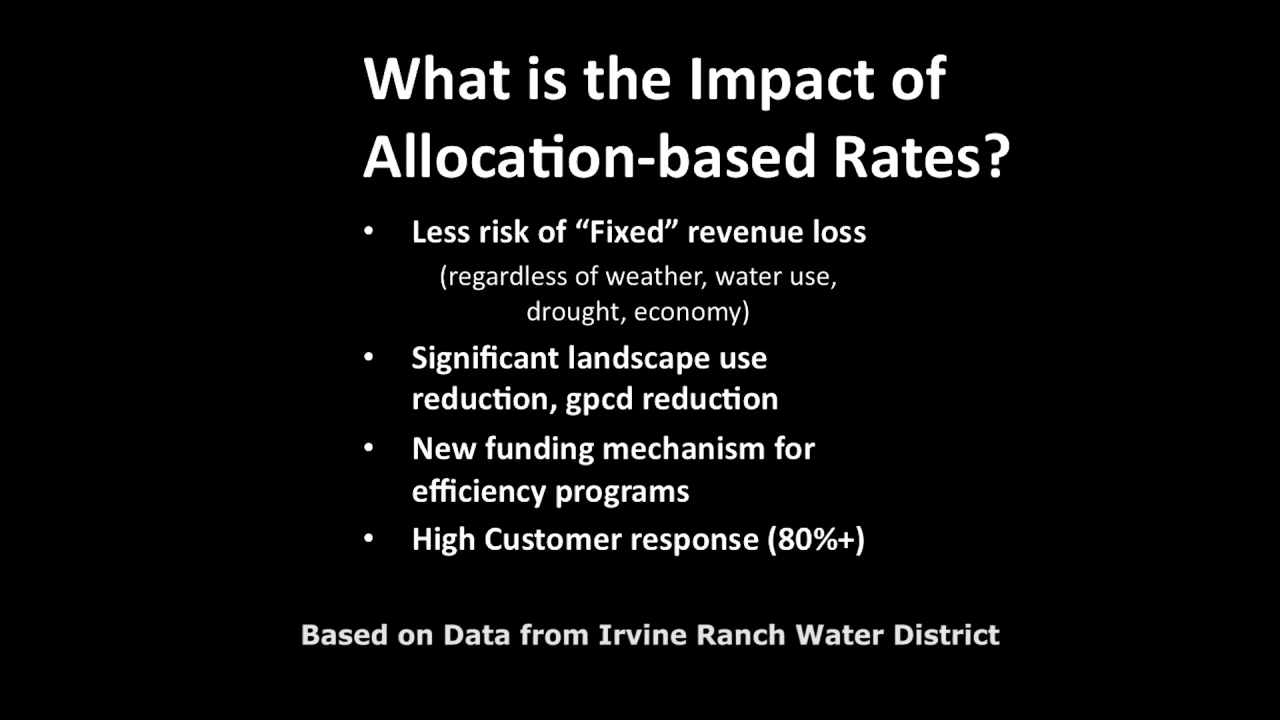 What is the Impact of
Allocation-based Rates?
• Less risk of “Fixed” revenue loss
(regardless of weather, water use,
drought, economy)
• Significant landscape use
reduction, gpcd reduction
• New funding mechanism for
efficiency programs
• High Customer response (80%+)
Based on Data from Irvine Ranch Water District